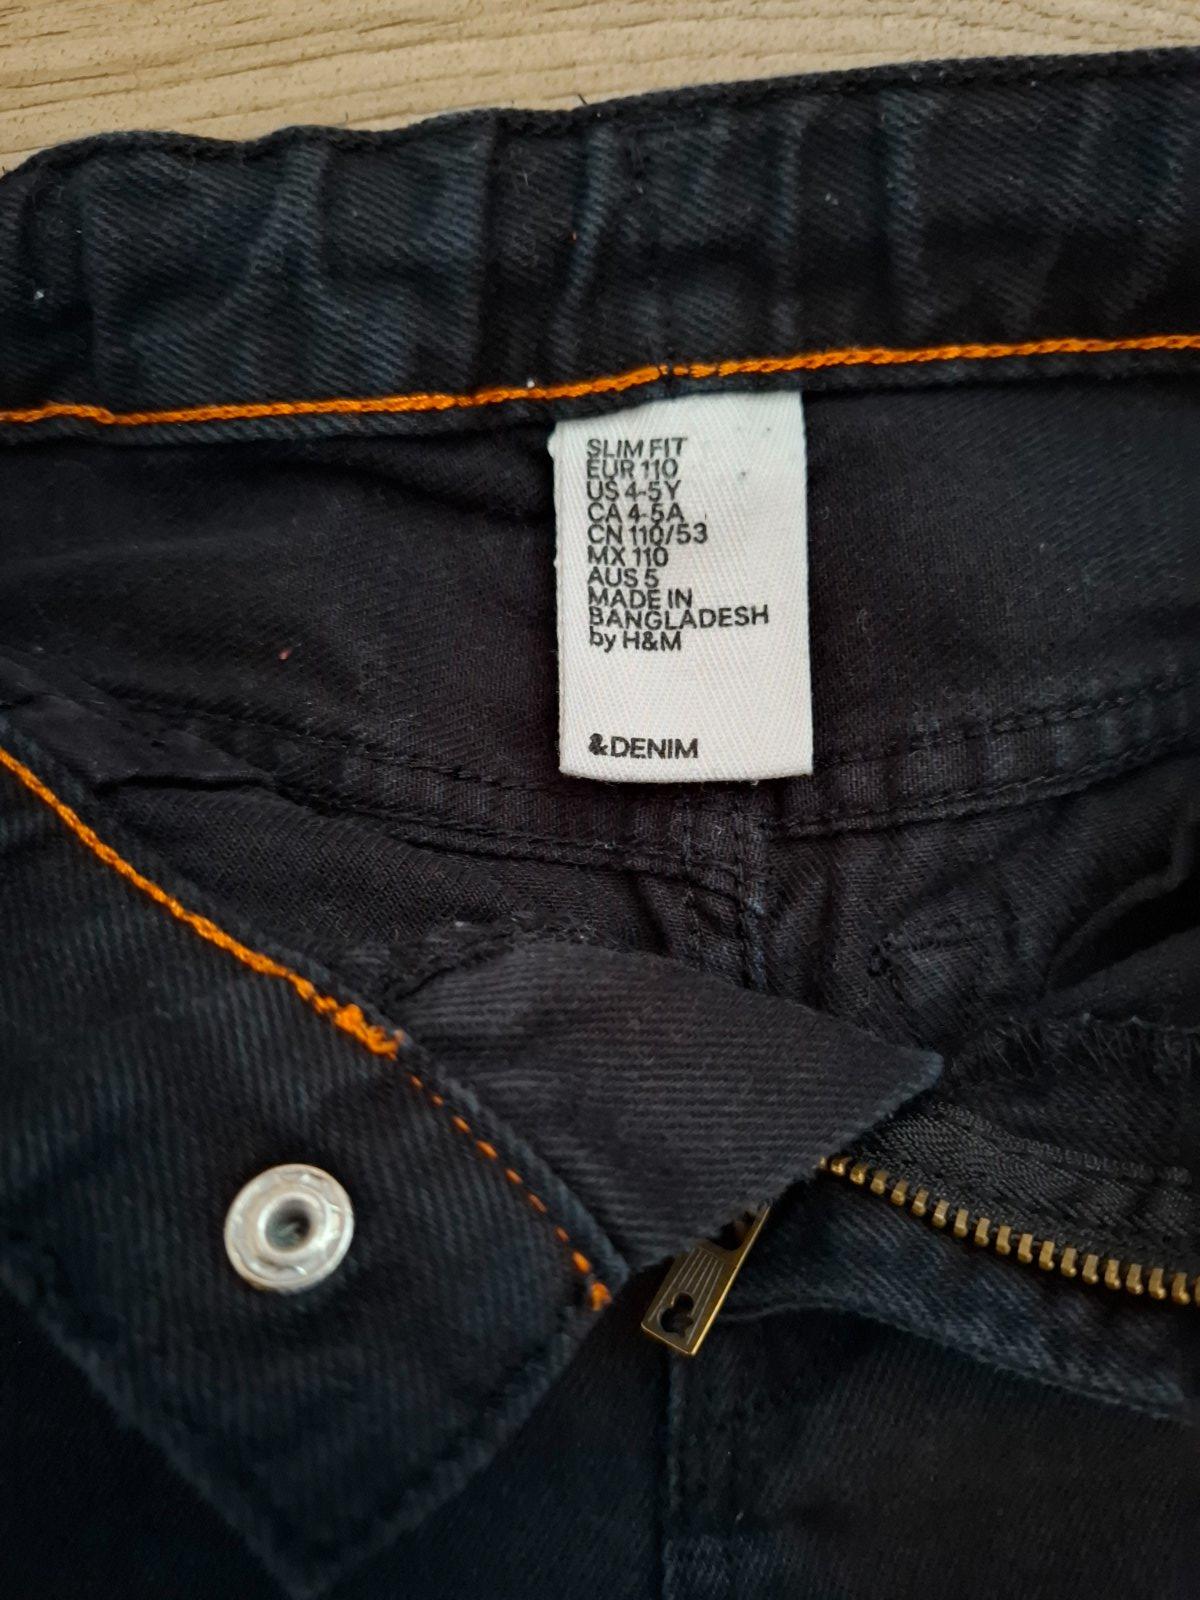 SLIM FIT
EUR 110
US 4-5Y
CA 4-5A
CN 110/53
MX 110
AUS 5
MADE IN
BANGLADESH
by H&M
&DENIM